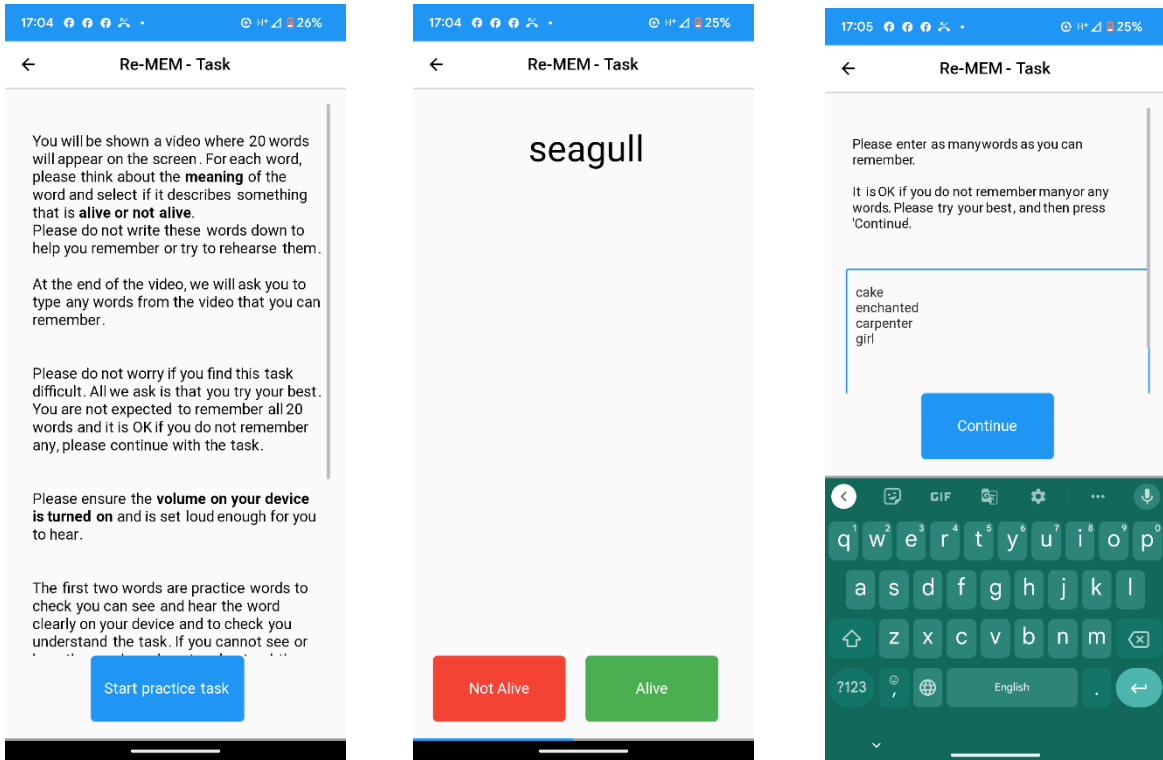 17:04 H+ 26%
Re-MEM - Task
You will be shown a video where 20 words
will appear on the screen. For each word,
please think about the meaning of the
word and select if it describes something
that is alive or not alive.
Please do not write these words down to
help you remember or try to rehearse them.
At the end of the video, we will ask you to
type any words from the video that you can
remember.
Please do not worry if you find this task
difficult. All we ask is that you try your best.
You are not expected to remember all 20
words and it is OK if you do not remember
any, please continue with the task.
Please ensure the volume on your device
is turned on and is set loud enough for you
to hear.
The first two words are practice words to
check you can see and hear the word
clearly on your device and to check you
understand the task. If you cannot see or
Start practice task
17:04 H+ 25%
Re-MEM - Task
seagull
Not Alive Alive
17:05 H+ 25%
Re-MEM - Task
Please enter as manywords as you can
remember.
It is OK if you do not remember manyor any
words. Please try your best, and then press
'Continue'.
cake
enchanted
carpenter
girl
Continue
GIF
q1 w2 e3 r4 t5 y6 u7 i8 o9 p0
a s d f g h j k l
z x c v b n m
?123 , English .